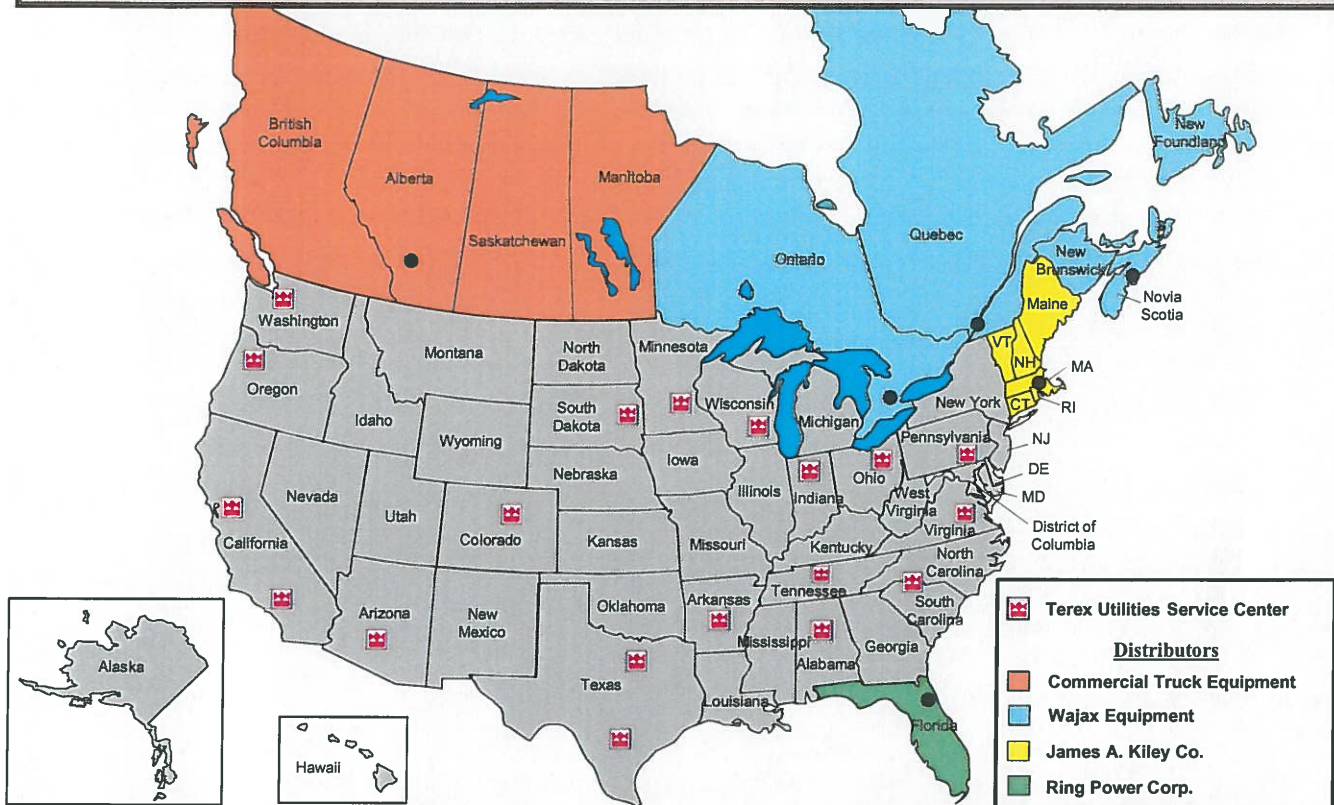 British
Columbia
Alberta
Saskatchewan
Manitoba
Ontario
Quebec
New
Foundland
New
Brunswick
Novia
Scotia
Maine
VT
NH
MA
RI
CT
Washington
Oregon
Idaho
Montana
North
Dakota
South
Dakota
Minnesota
Wisconsin
Michigan
New York
Pennsylvania
NJ
DE
MD
District of
Columbia
Wyoming
Nebraska
Iowa
Illinois
Indiana
Ohio
West
Virginia
Virginia
California
Nevada
Utah
Colorado
Kansas
Missouri
Kentucky
Tennessee
North
Carolina
South
Carolina
Arizona
New
Mexico
Oklahoma
Arkansas
Texas
Louisiana
Mississippi
Alabama
Georgia
Florida
Alaska
Hawaii
Terex Utilities Service Center
Distributors
Commercial Truck Equipment
Wajax Equipment
James A. Kiley Co.
Ring Power Corp.